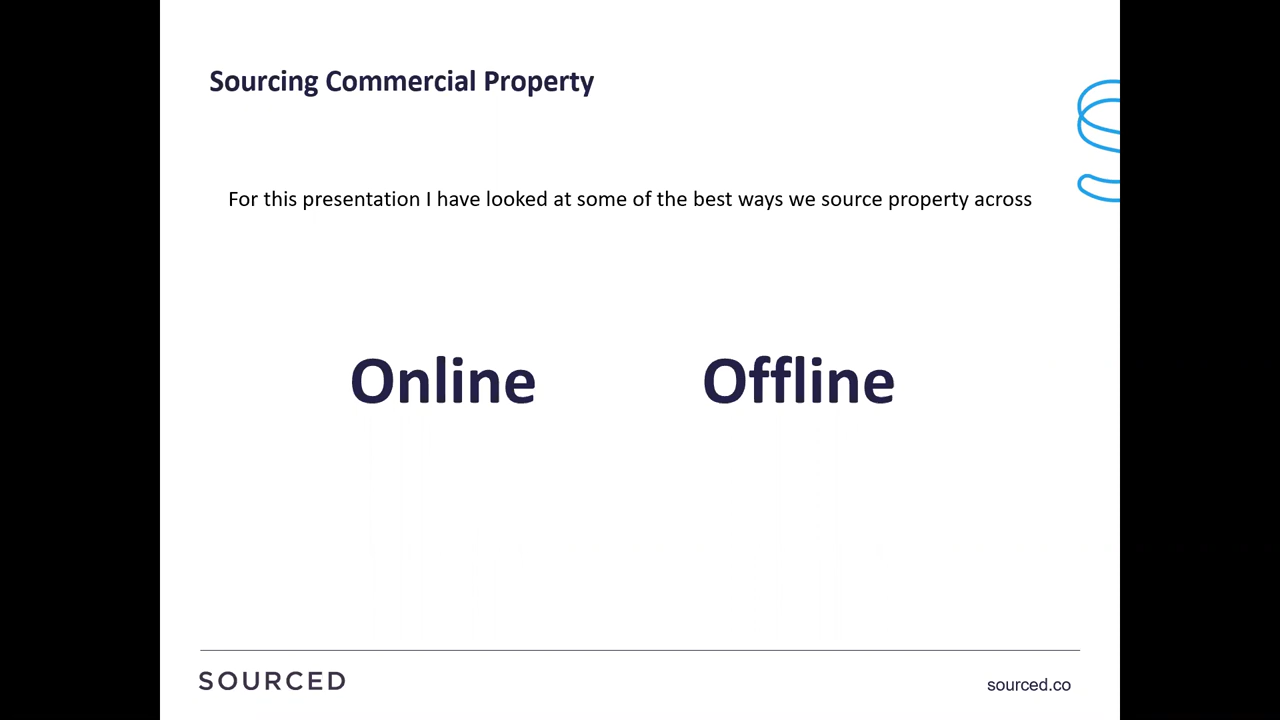 Sourcing Commercial Property
For this presentation I have looked at some of the best ways we source property across
Online Offline
SOURCED
sourced.co